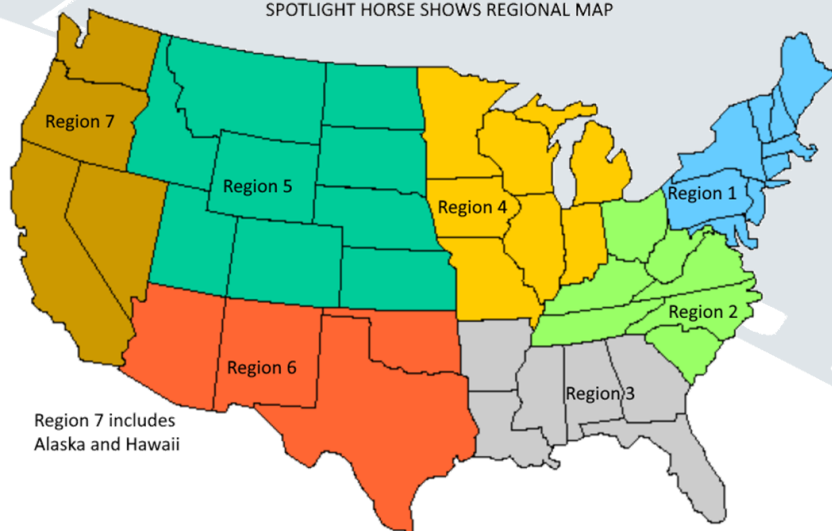 SPOTLIGHT HORSE SHOWS REGIONAL MAP
Region 7
Region 5
Region 4
Region 1
Region 2
Region 6
Region 3
Region 7 includes
Alaska and Hawaii